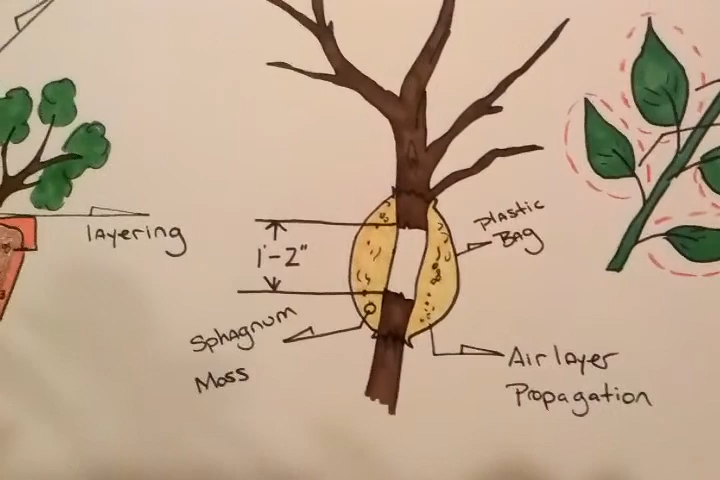 layering
1'-2"
Plastic
Bag
Sphagnum
Moss
Air layer
Propagation